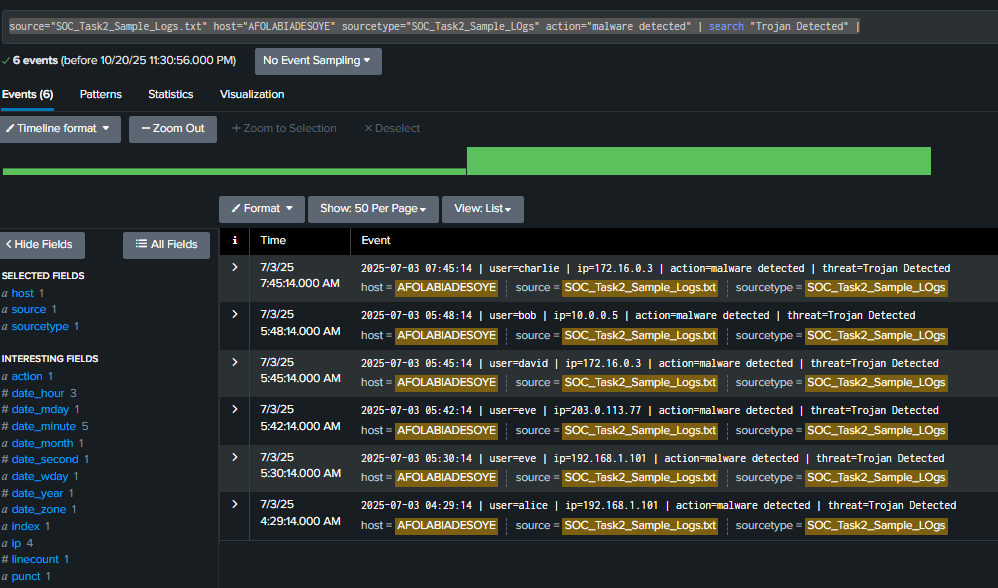 source="SOC_Task2_Sample_Logs.txt" host="AFOLABIADESOYE" sourcetype="SOC_Task2_Sample_LOgs" action="malware detected" | search "Trojan Detected" |
6 events (before 10/20/25 11:30:56.000 PM)
No Event Sampling
Events (6)
Patterns
Statistics
Visualization
Timeline format
— Zoom Out
+ Zoom to Selection
× Deselect
Format
Show: 50 Per Page
View: List
< Hide Fields
All Fields
i
Time
Event
SELECTED FIELDS
a host 1
a source 1
a sourcetype 1
INTERESTING FIELDS
a action 1
# date_hour 3
# date_mday 1
# date_minute 5
a date_month 1
# date_second 1
a date_wday 1
# date_year 1
a date_zone 1
a index 1
a ip 4
# linecount 1
a punct 1
7/3/25
7:45:14.000 AM
2025-07-03 07:45:14 | user=charlie | ip=172.16.0.3 | action=malware detected | threat=Trojan Detected
host = AFOLABIADESOYE source = SOC_Task2_Sample_Logs.txt sourcetype = SOC_Task2_Sample_LOgs
7/3/25
5:48:14.000 AM
2025-07-03 05:48:14 | user=bob | ip=10.0.0.5 | action=malware detected | threat=Trojan Detected
host = AFOLABIADESOYE source = SOC_Task2_Sample_Logs.txt sourcetype = SOC_Task2_Sample_LOgs
7/3/25
5:45:14.000 AM
2025-07-03 05:45:14 | user=david | ip=172.16.0.3 | action=malware detected | threat=Trojan Detected
host = AFOLABIADESOYE source = SOC_Task2_Sample_Logs.txt sourcetype = SOC_Task2_Sample_LOgs
7/3/25
5:42:14.000 AM
2025-07-03 05:42:14 | user=eve | ip=203.0.113.77 | action=malware detected | threat=Trojan Detected
host = AFOLABIADESOYE source = SOC_Task2_Sample_Logs.txt sourcetype = SOC_Task2_Sample_LOgs
7/3/25
5:30:14.000 AM
2025-07-03 05:30:14 | user=eve | ip=192.168.1.101 | action=malware detected | threat=Trojan Detected
host = AFOLABIADESOYE source = SOC_Task2_Sample_Logs.txt sourcetype = SOC_Task2_Sample_LOgs
7/3/25
4:29:14.000 AM
2025-07-03 04:29:14 | user=alice | ip=192.168.1.101 | action=malware detected | threat=Trojan Detected
host = AFOLABIADESOYE source = SOC_Task2_Sample_Logs.txt sourcetype = SOC_Task2_Sample_LOgs